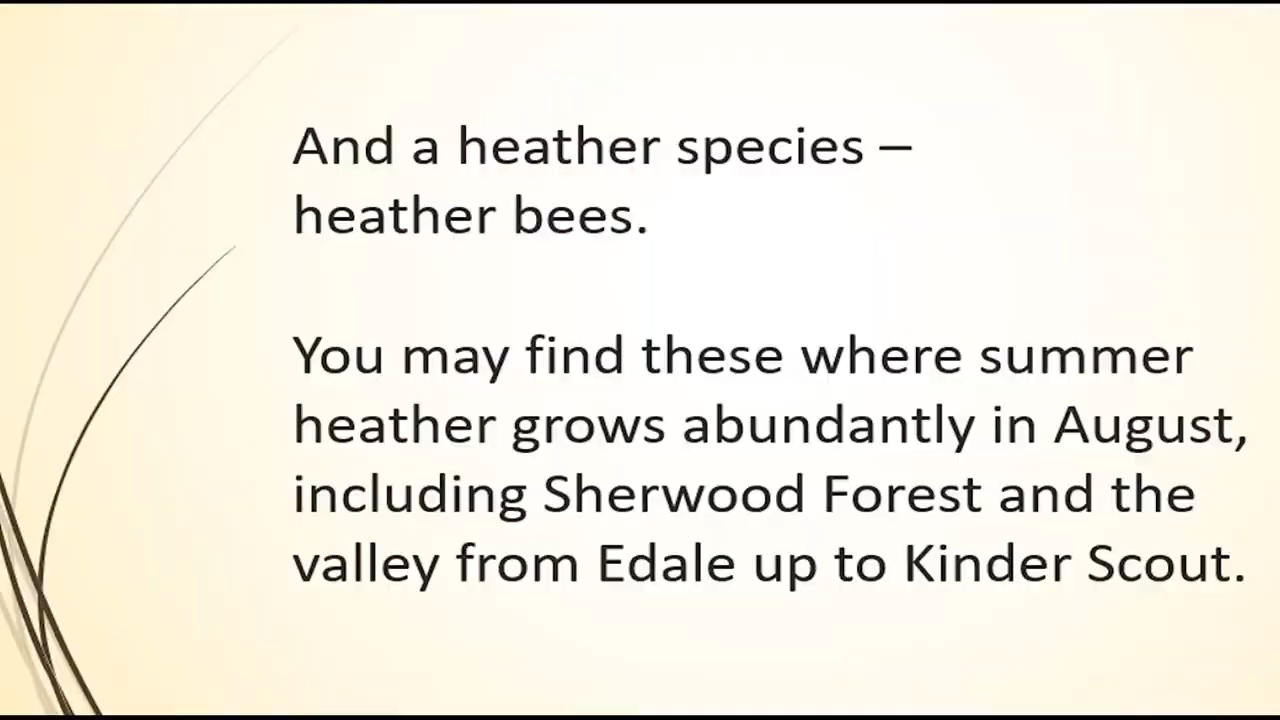 And a heather species –
heather bees.
You may find these where summer
heather grows abundantly in August,
including Sherwood Forest and the
valley from Edale up to Kinder Scout.